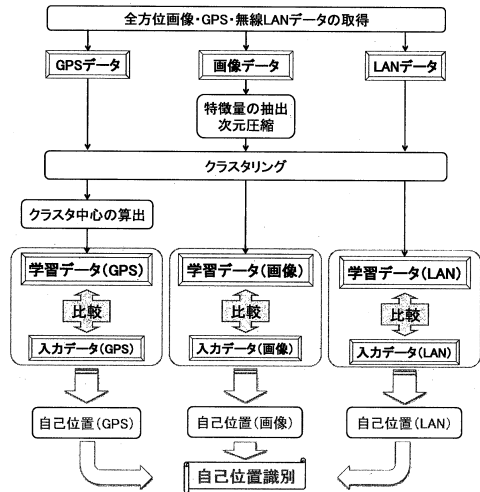 全方位画像・GPS・無線LANデータの取得
GPSデータ
画像データ
LANデータ
特徴量の抽出
次元圧縮
クラスタリング
クラスタ中心の算出
学習データ(GPS)
学習データ(画像)
学習データ(LAN)
比較
比較
比較
入力データ(GPS)
入力データ(画像)
入力データ(LAN)
自己位置(GPS)
自己位置(画像)
自己位置(LAN)
自己位置識別